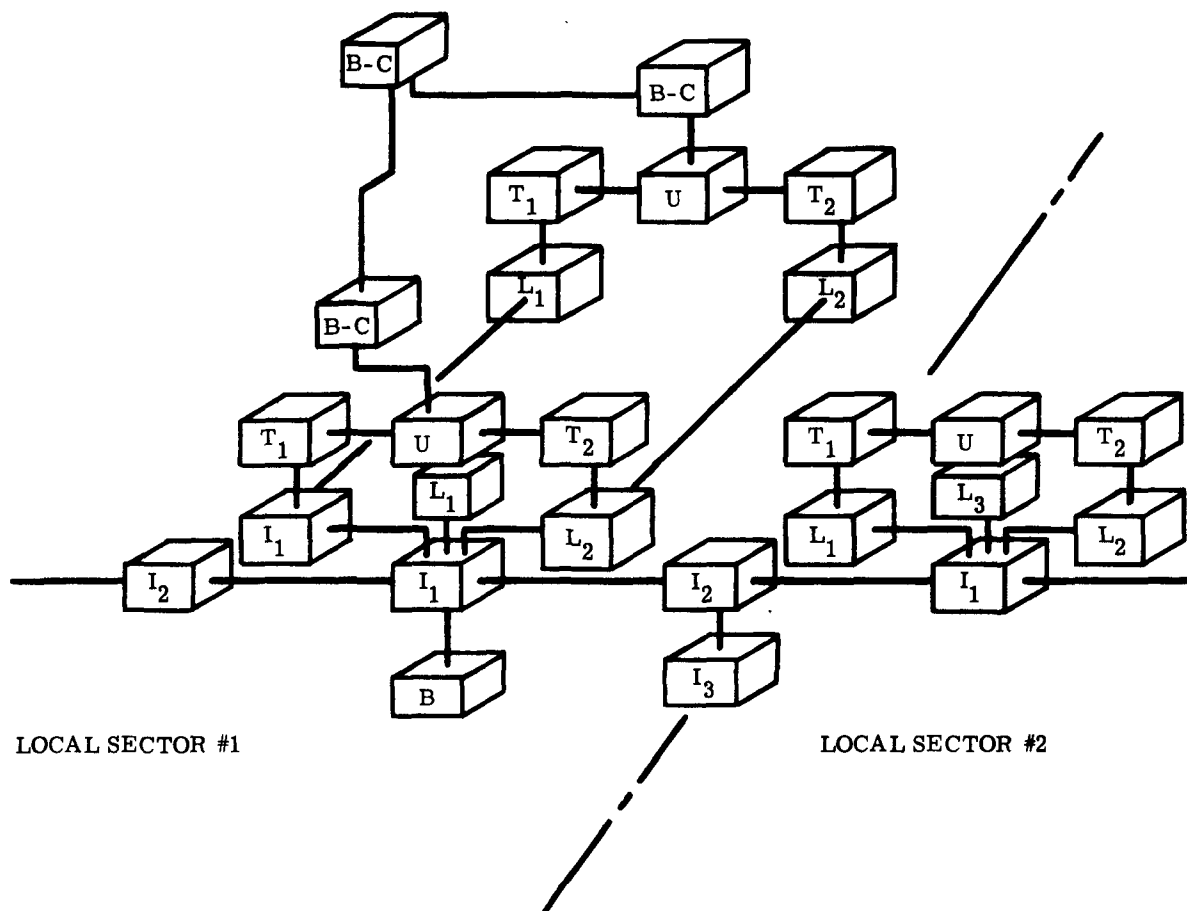 B-C
B-C
T₁
U
T₂
L₁
L₂
B-C
T₁
U
T₂
T₁
U
T₂
L₁
L₃
I₁
L₂
L₁
L₂
I₂
I₁
I₂
I₁
B
I₃
LOCAL SECTOR #1
LOCAL SECTOR #2